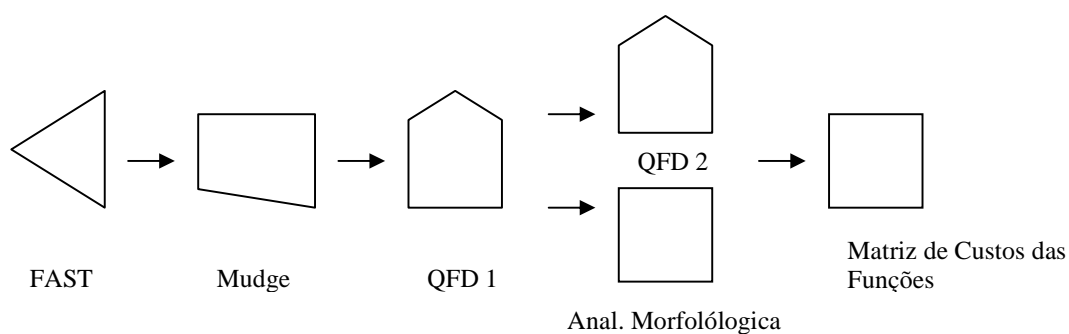 FAST
Mudge
QFD 1
QFD 2
Anal. Morfolólogica
Matriz de Custos das
Funções